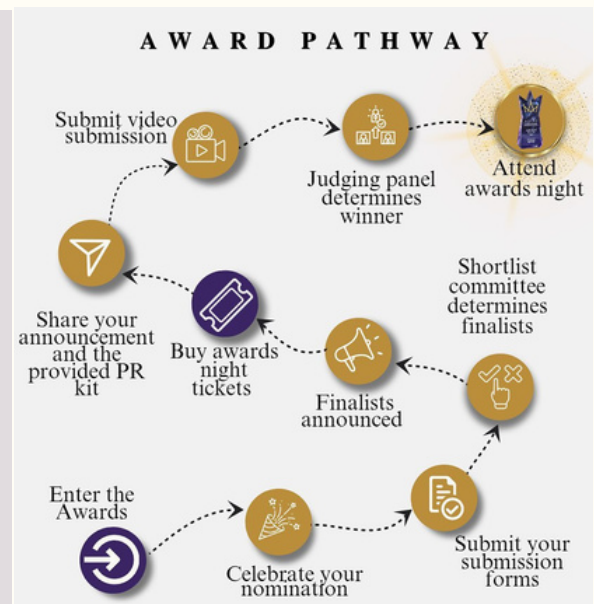 AWARD PATHWAY
Submit video
submission
Judging panel
determines
winner
Attend
awards night
Share your
announcement
and the
provided PR
kit
Buy awards
night
tickets
Finalists
announced
Shortlist
committee
determines
finalists
Enter the
Awards
Celebrate your
nomination
Submit your
submission
forms